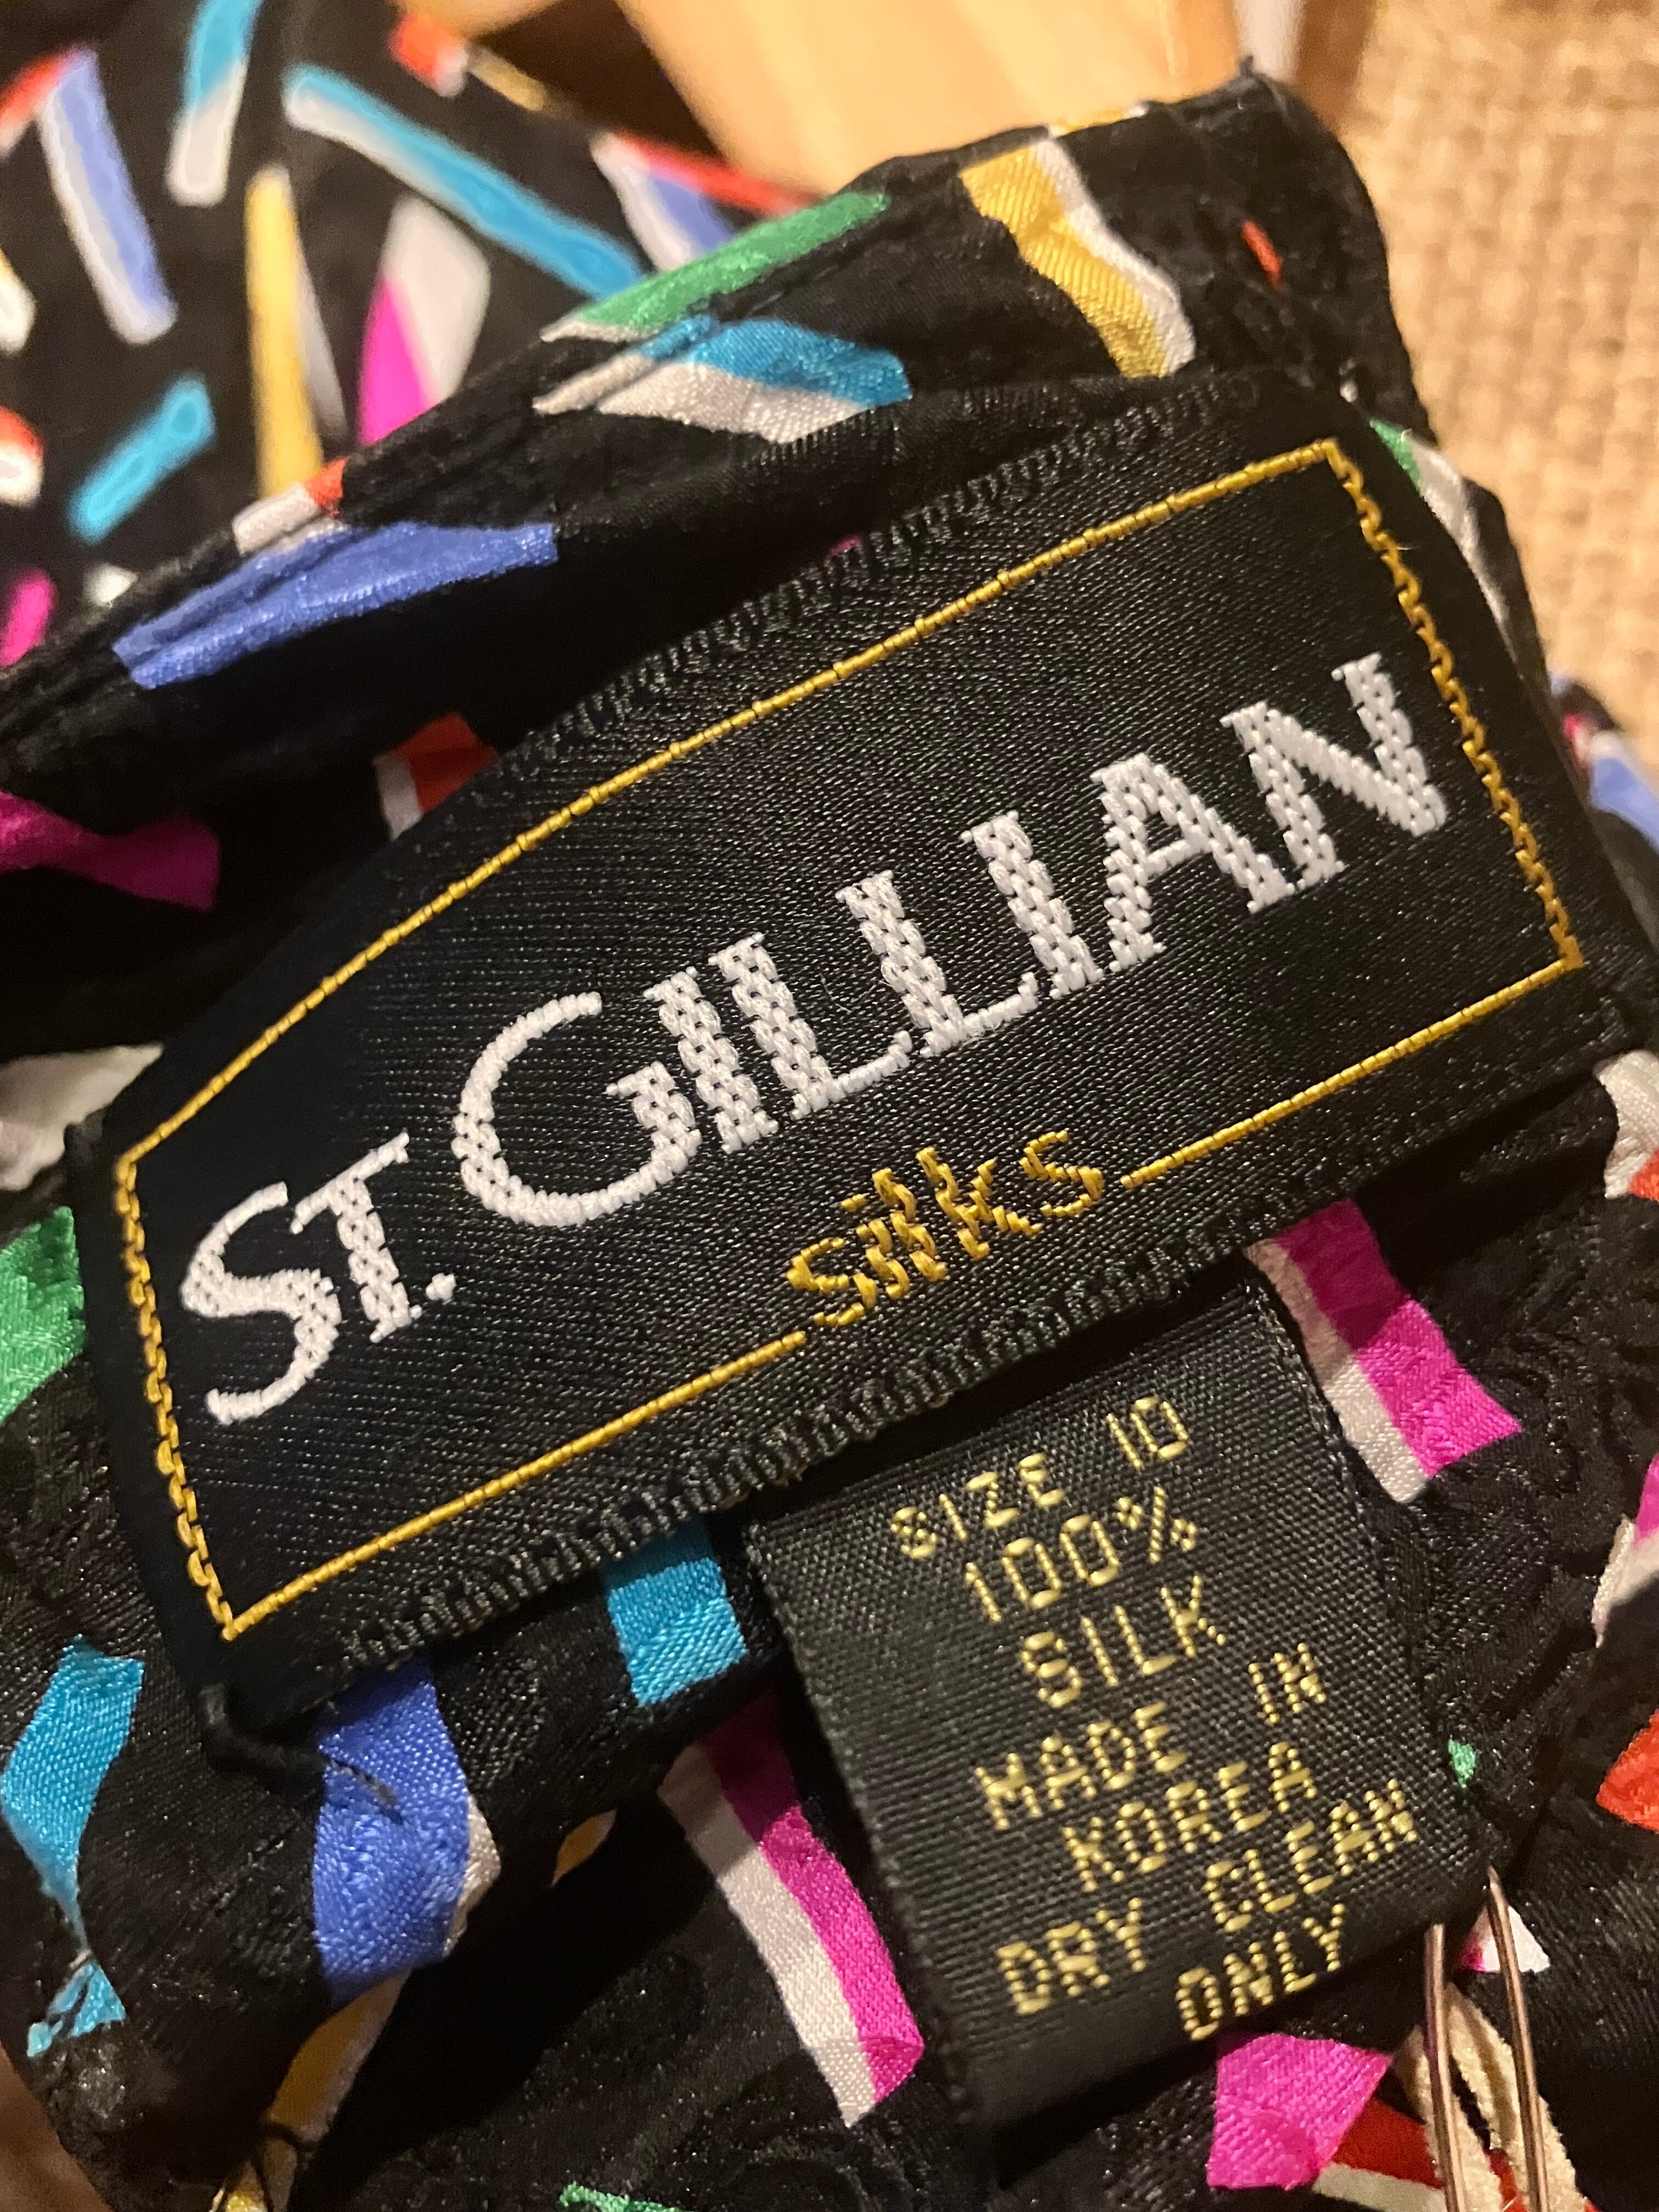 ST. GILLIAN
silks
SIZE 10
100%
SILK
MADE IN
KOREA
DRY CLEAN
ONLY